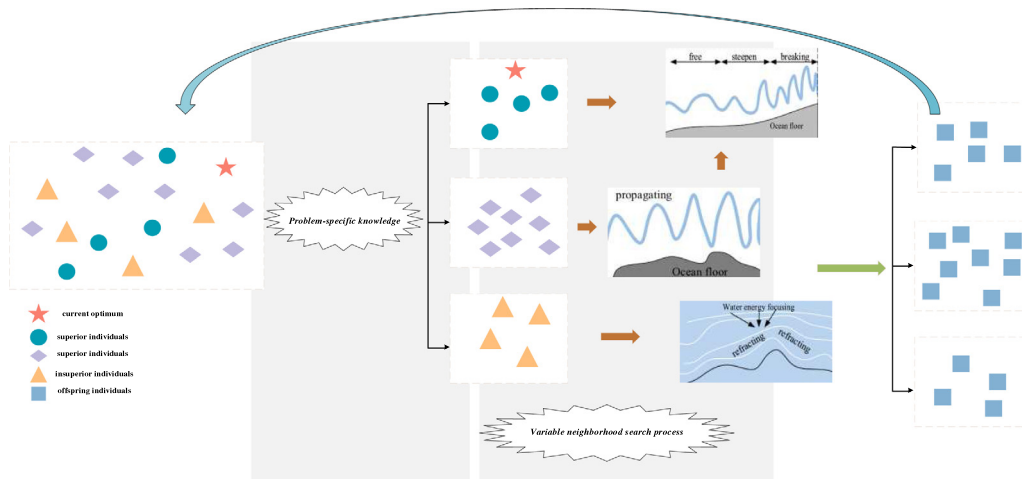 free steepen breaking
Ocean floor
Problem-specific knowledge
propagating
Ocean floor
Water energy focusing
refracting refracting
current optimum
superior individuals
superior individuals
insuperior individuals
offspring individuals
Variable neighborhood search process